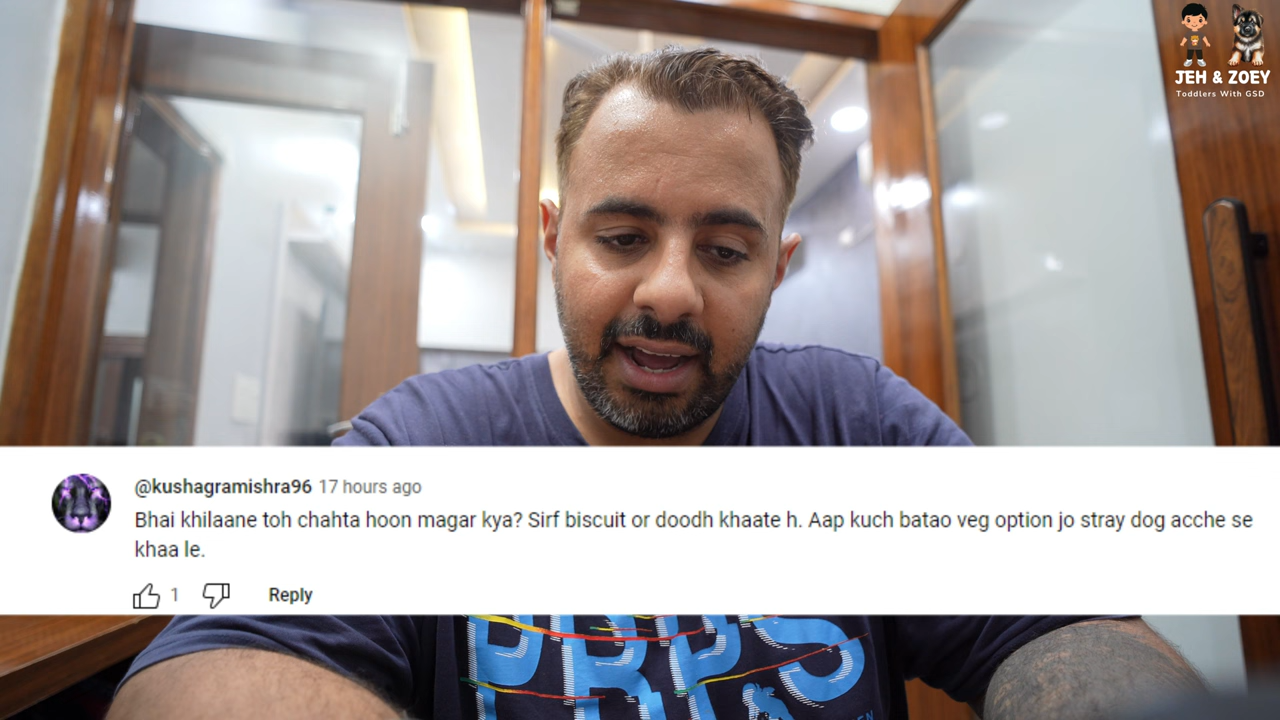 JEH & ZOEY
Toddlers With GSD
@kushagramishra96 17 hours ago
Bhai khilaane toh chahta hoon magar kya? Sirf biscuit or doodh khaate h. Aap kuch batao veg option jo stray dog acche se
khaa le.
1 Reply